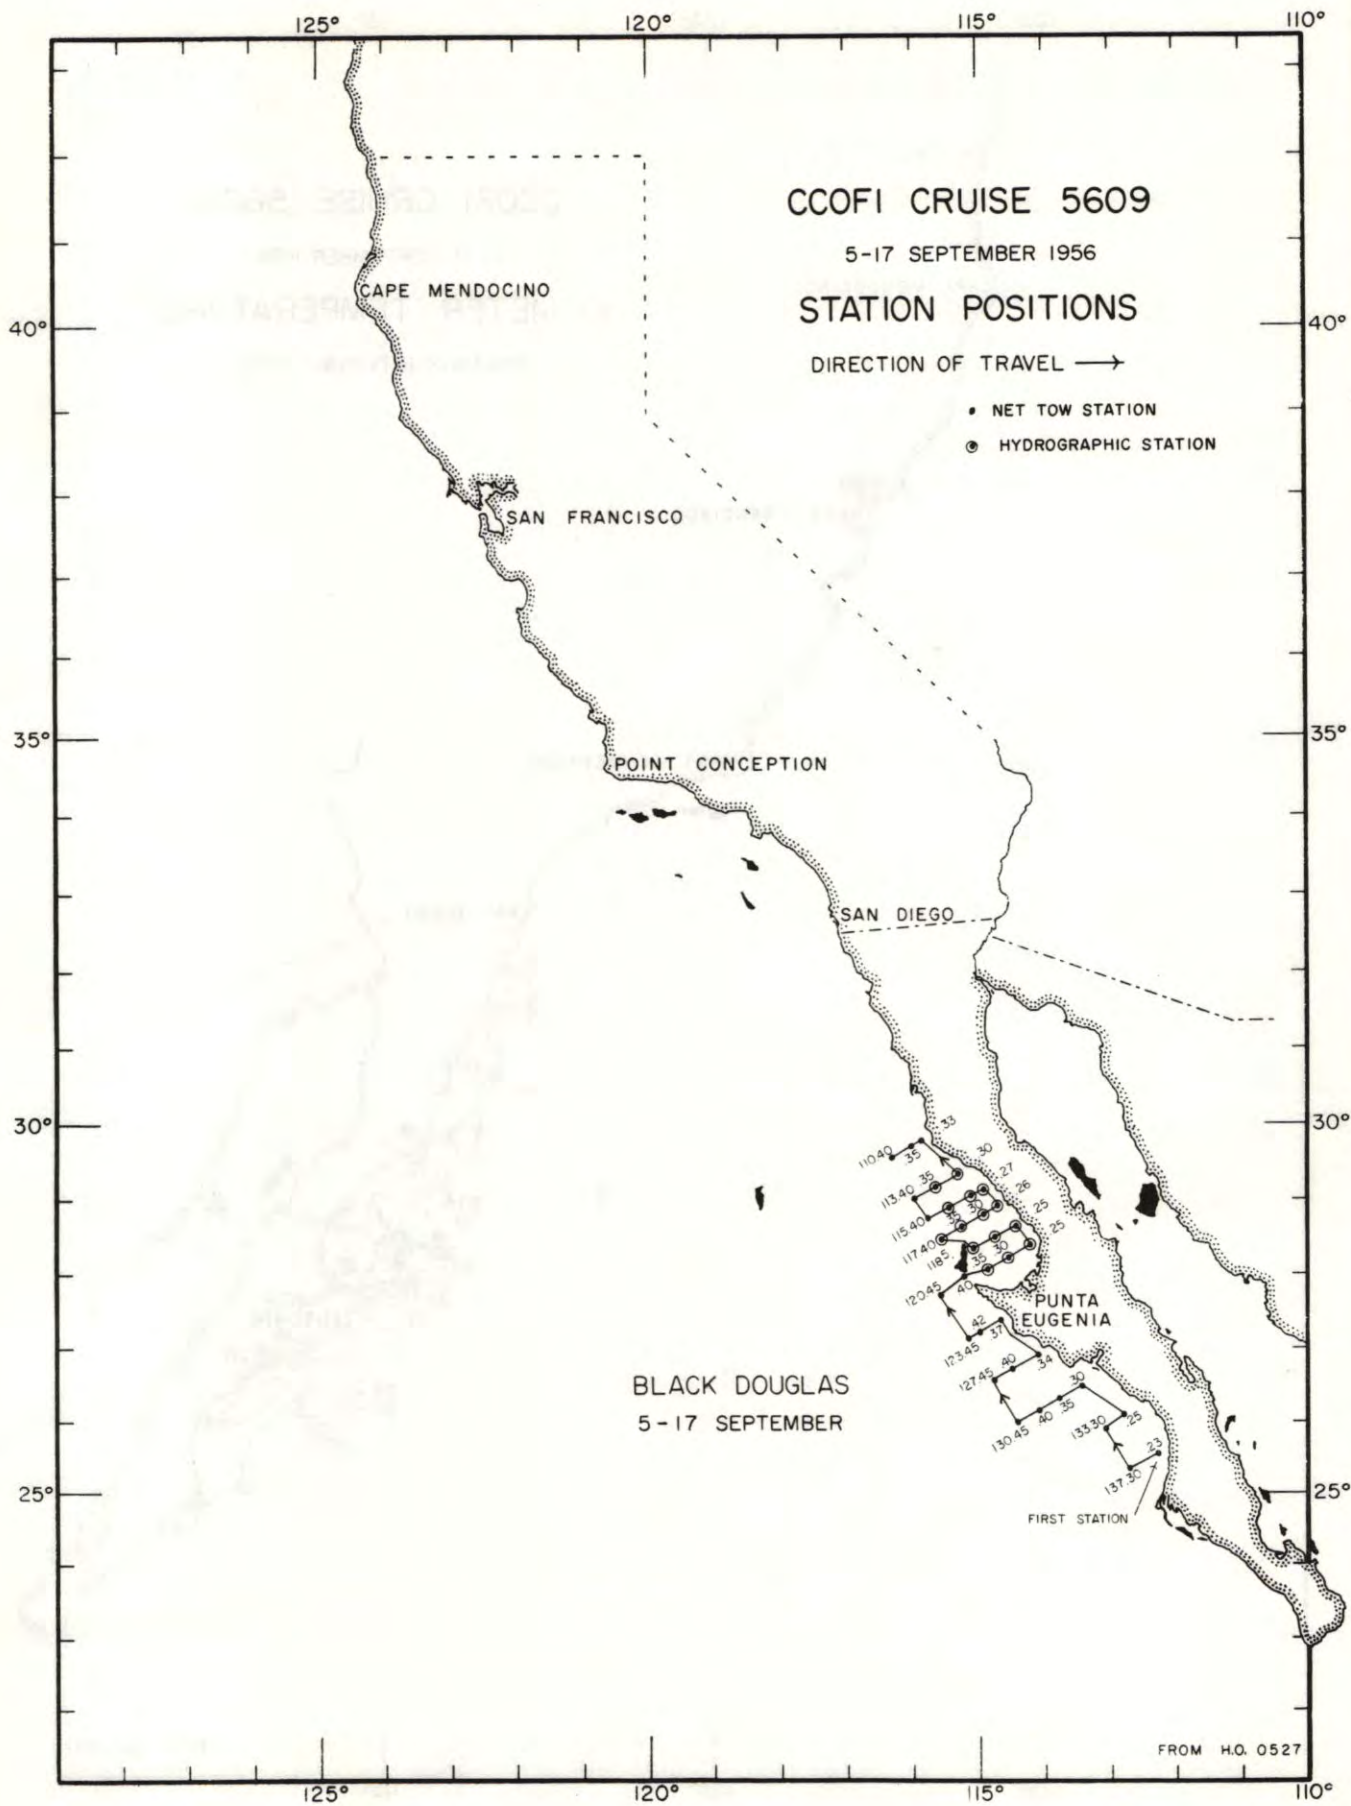 125° 120° 115° 110°
CCOFI CRUISE 5609
5-17 SEPTEMBER 1956
STATION POSITIONS
DIRECTION OF TRAVEL →
NET TOW STATION
HYDROGRAPHIC STATION
CAPE MENDOCINO
40° 40°
SAN FRANCISCO
35° 35°
POINT CONCEPTION
SAN DIEGO
30° 30°
.33
110.40 .35 .30
.27
113.40 .35 .26
115.40 .35 .30 .25
117.40 .25
118.5 .35 .30
120.45 .40
PUNTA
EUGENIA
123.45 .42 .37
127.45 .40 .34
130.45 .40 .35 .30
133.30 .25
137.30 .23
BLACK DOUGLAS
5-17 SEPTEMBER
25° 25°
FIRST STATION
FROM H.O. 0527
125° 120° 115° 110°